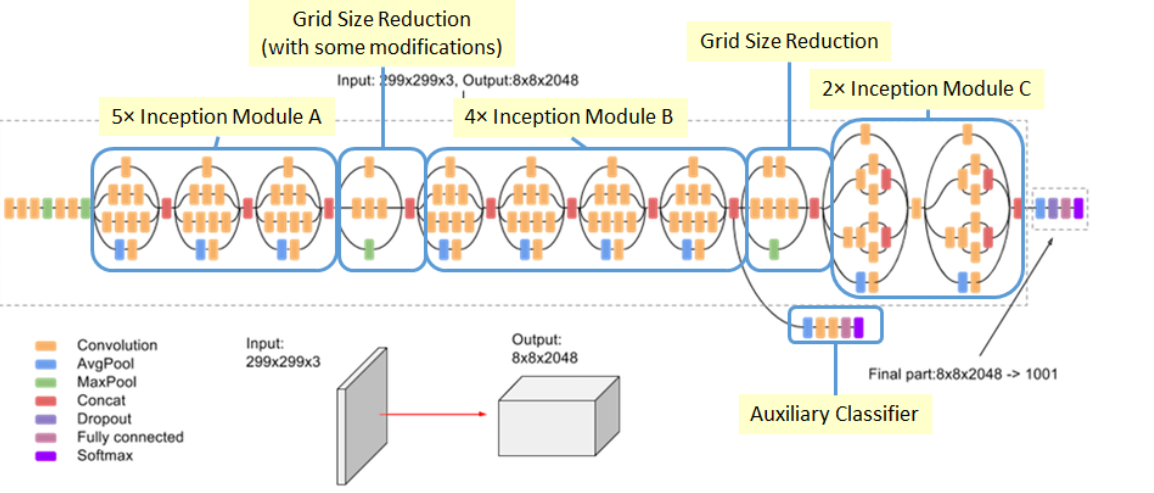 Grid Size Reduction
(with some modifications)
Grid Size Reduction
Input: 299x299x3, Output:8x8x2048
2× Inception Module C
5× Inception Module A
4× Inception Module B
Convolution
AvgPool
MaxPool
Concat
Dropout
Fully connected
Softmax
Input:
299x299x3
Output:
8x8x2048
Final part:8x8x2048 -> 1001
Auxiliary Classifier